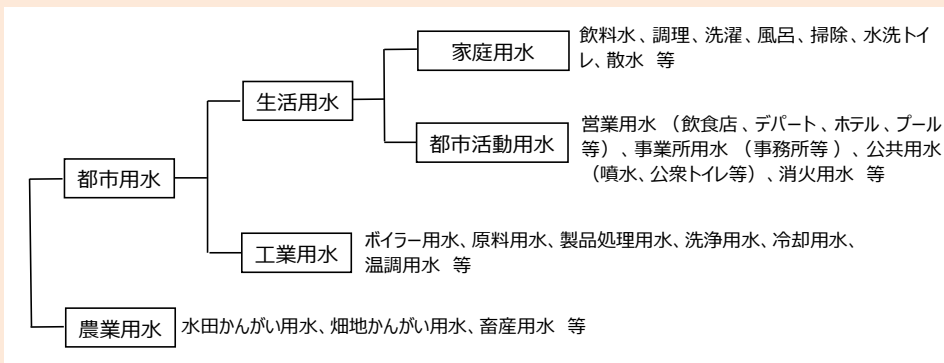 家庭用水
飲料水、調理、洗濯、風呂、掃除、水洗トイ
レ、散水 等
生活用水
都市活動用水
営業用水 （飲食店、デパート、ホテル、プール
等）、事業所用水 （事務所等 ）、公共用水
（噴水、公衆トイレ等）、消火用水 等
都市用水
工業用水
ボイラー用水、原料用水、製品処理用水、洗浄用水、冷却用水、
温調用水 等
農業用水
水田かんがい用水、畑地かんがい用水、畜産用水 等